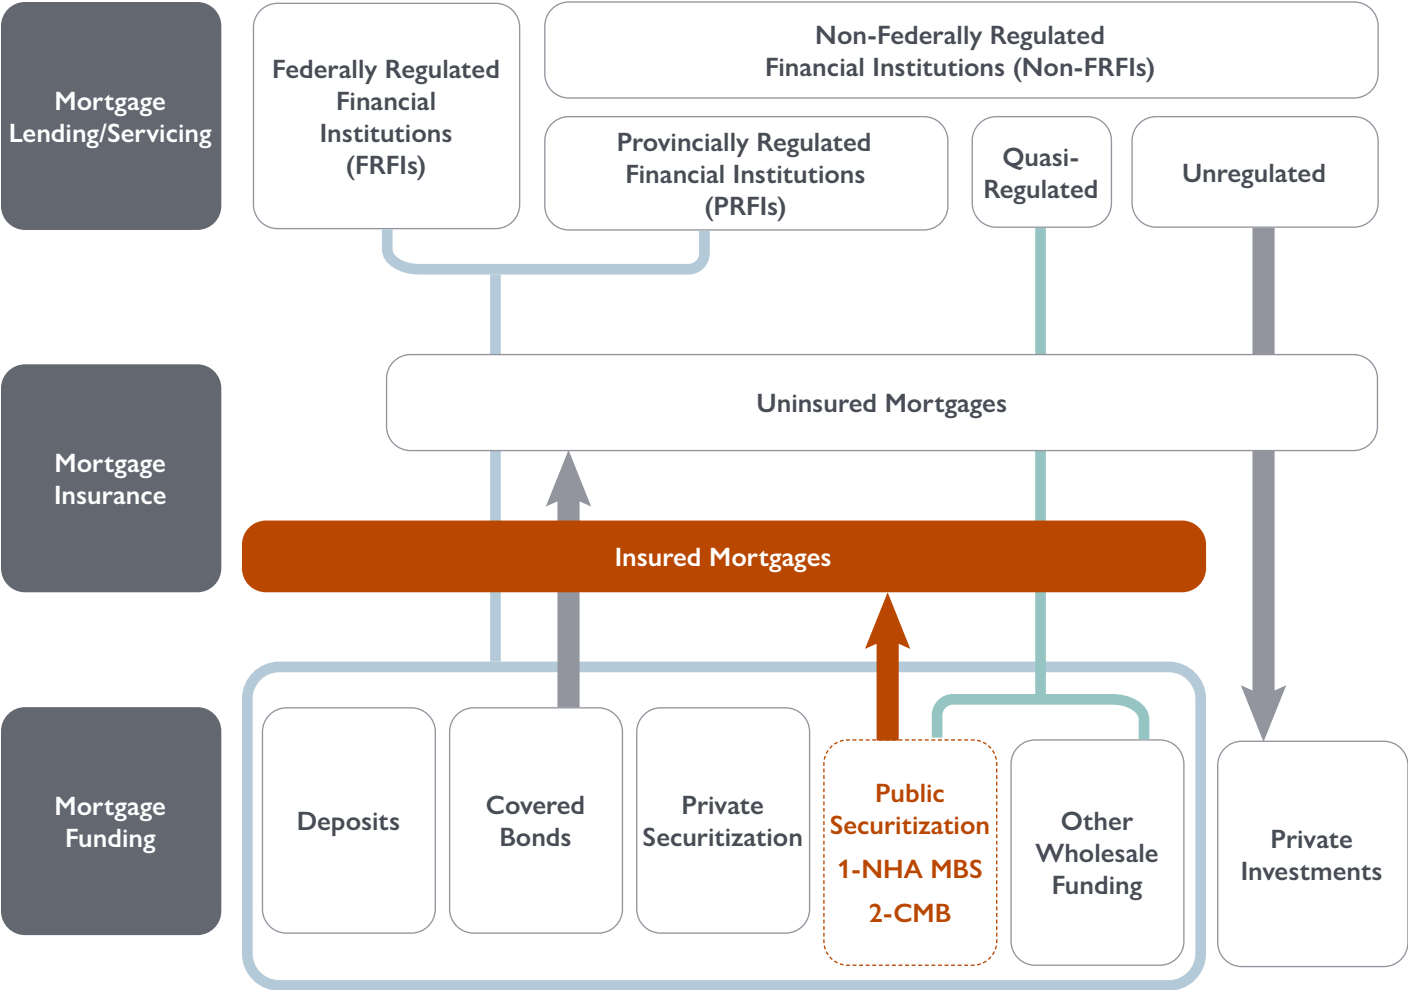 Mortgage
Lending/Servicing
Federally Regulated
Financial
Institutions
(FRFIs)
Non-Federally Regulated
Financial Institutions (Non-FRFIs)
Provincially Regulated
Financial Institutions
(PRFIs)
Quasi-
Regulated
Unregulated
Mortgage
Insurance
Uninsured Mortgages
Insured Mortgages
Mortgage
Funding
Deposits
Covered
Bonds
Private
Securitization
Public
Securitization
1-NHA MBS
2-CMB
Other
Wholesale
Funding
Private
Investments